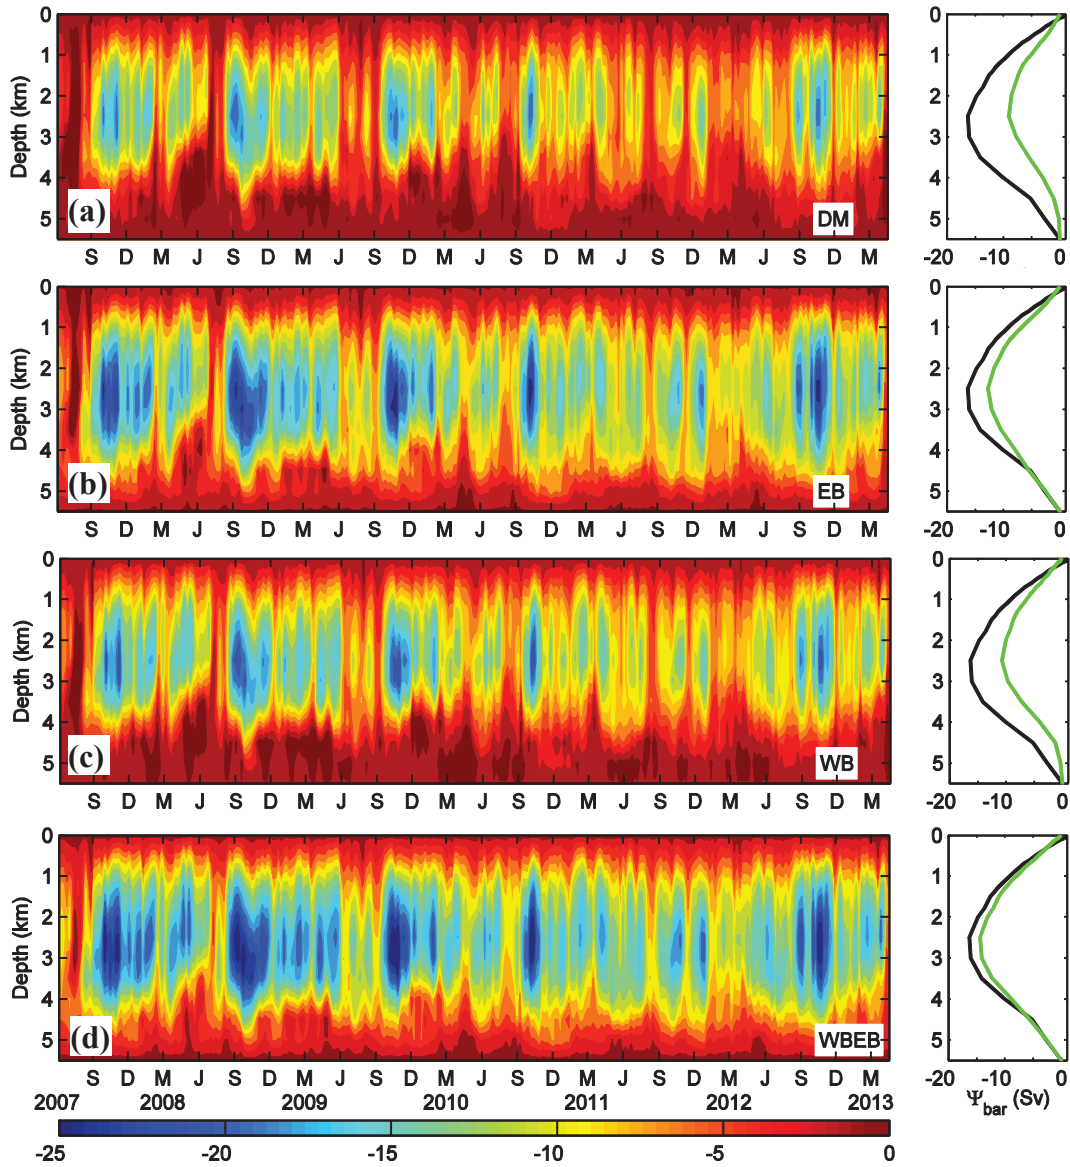 0
1
2
3
4
5
Depth (km)
(a)
DM
S D M J S D M J S D M J S D M J S D M J S D M
0
1
2
3
4
5
-20 -10 0
0
1
2
3
4
5
Depth (km)
(b)
EB
S D M J S D M J S D M J S D M J S D M J S D M
0
1
2
3
4
5
-20 -10 0
0
1
2
3
4
5
Depth (km)
(c)
WB
S D M J S D M J S D M J S D M J S D M J S D M
0
1
2
3
4
5
-20 -10 0
0
1
2
3
4
5
Depth (km)
(d)
WBEB
S D M J S D M J S D M J S D M J S D M J S D M
0
1
2
3
4
5
-20 -10 0
Ψbar (Sv)
2007 2008 2009 2010 2011 2012 2013
-25 -20 -15 -10 -5 0